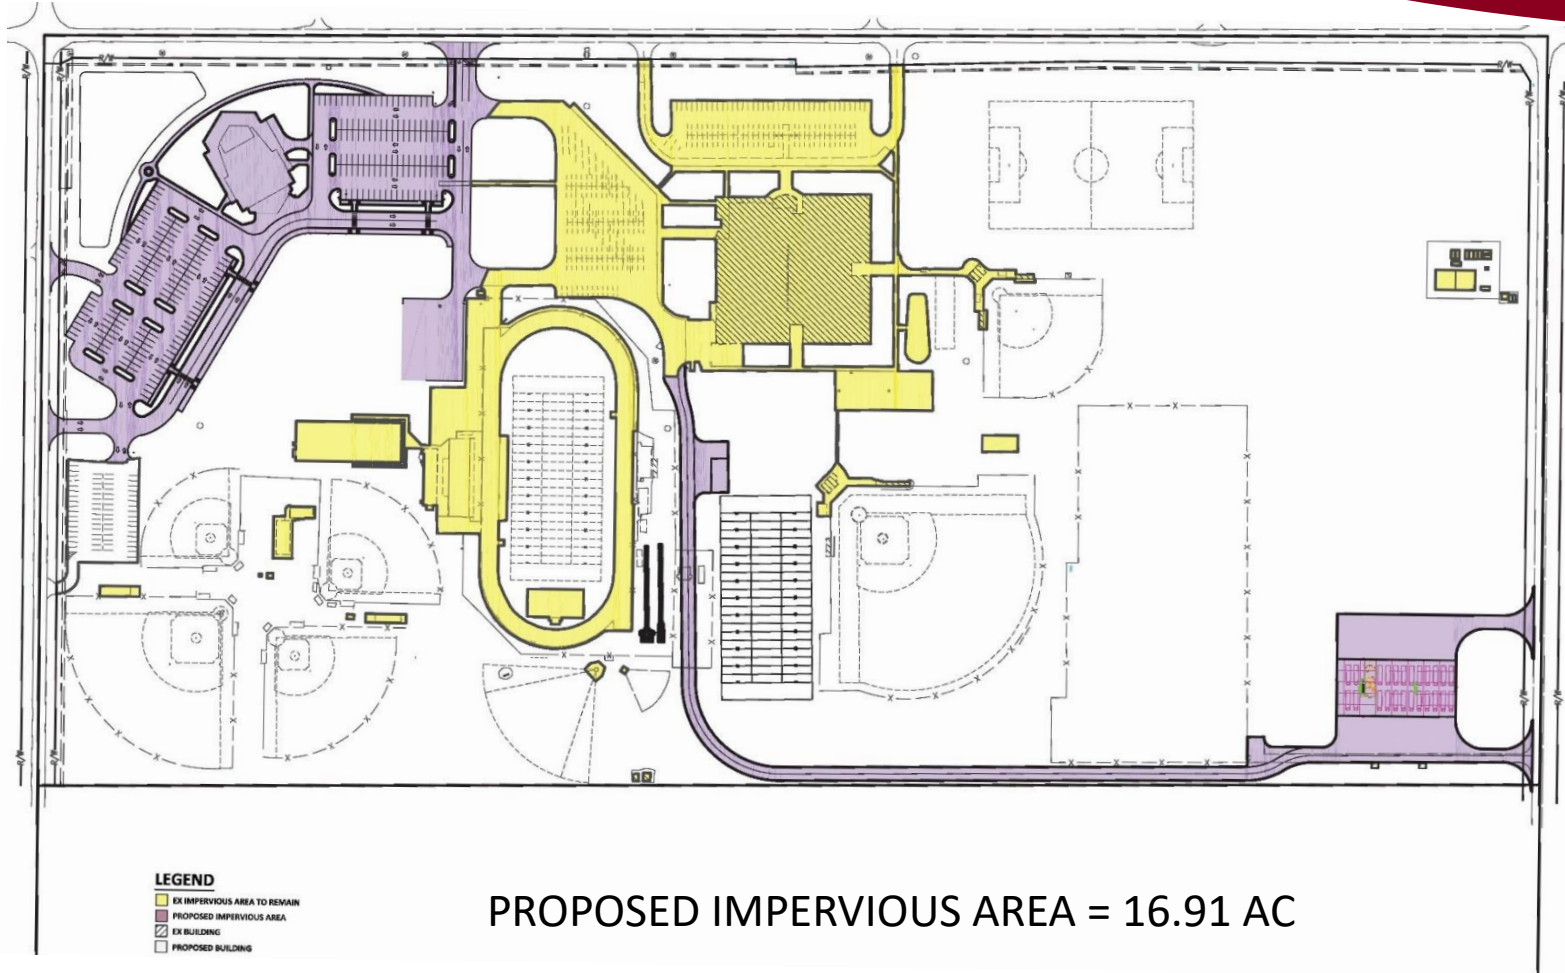 R/W
R/W
R/W
R/W
R/W
R/W
R/W
R/W
R/W
R/W
LEGEND
EX IMPERVIOUS AREA TO REMAIN
PROPOSED IMPERVIOUS AREA
EX BUILDING
PROPOSED BUILDING
PROPOSED IMPERVIOUS AREA = 16.91 AC